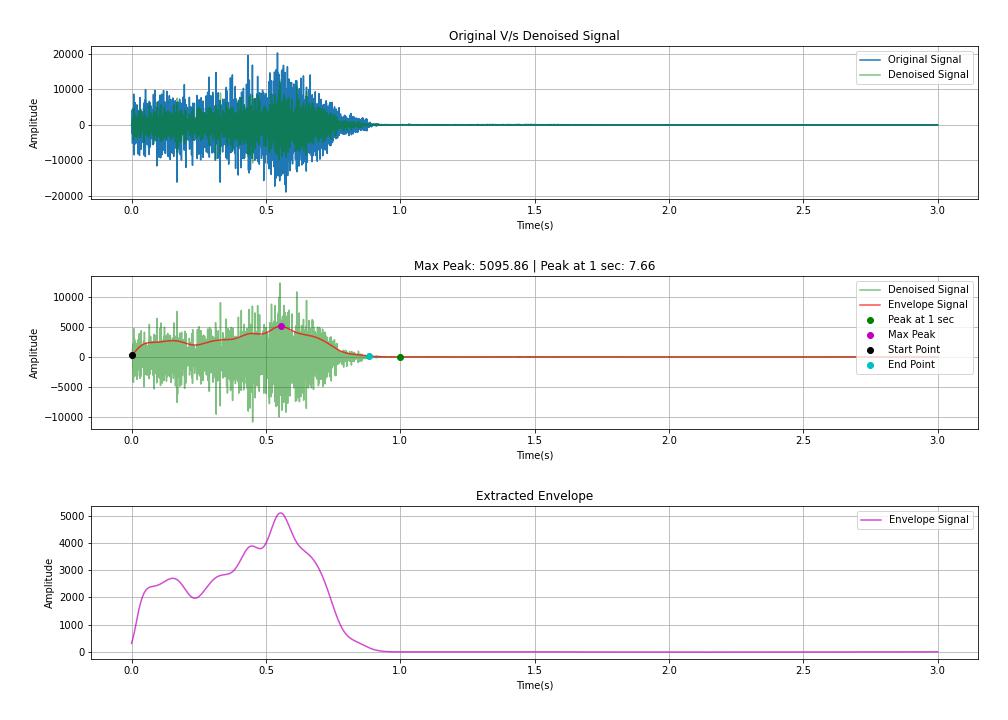 Original V/s Denoised Signal
Amplitude
20000
10000
0
−10000
−20000
Original Signal
Denoised Signal
0.0 0.5 1.0 1.5 2.0 2.5 3.0
Time(s)
Max Peak: 5095.86 | Peak at 1 sec: 7.66
Amplitude
10000
5000
0
−5000
−10000
Denoised Signal
Envelope Signal
Peak at 1 sec
Max Peak
Start Point
End Point
0.0 0.5 1.0 1.5 2.0 2.5 3.0
Time(s)
Extracted Envelope
Amplitude
5000
4000
3000
2000
1000
0
Envelope Signal
0.0 0.5 1.0 1.5 2.0 2.5 3.0
Time(s)